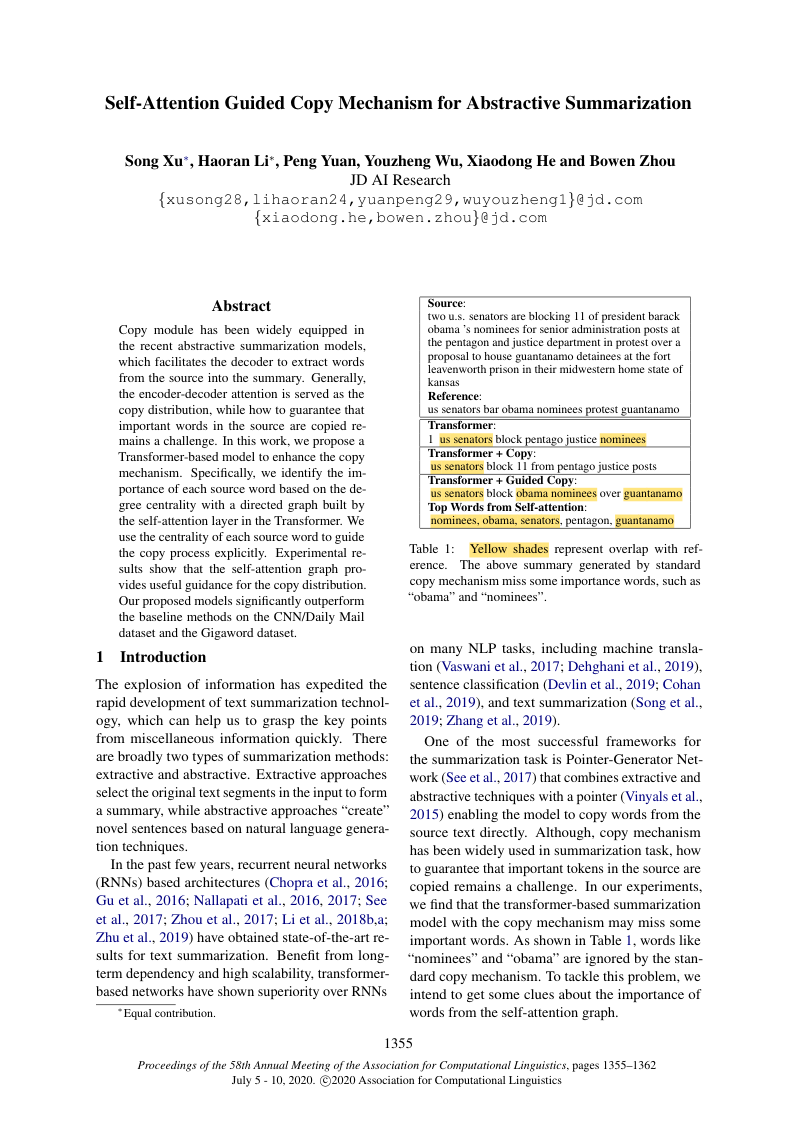 Self-Attention Guided Copy Mechanism for Abstractive Summarization
Song Xu*, Haoran Li*, Peng Yuan, Youzheng Wu, Xiaodong He and Bowen Zhou
JD AI Research
{xusong28,lihaoran24,yuanpeng29,wuyouzheng1}@jd.com
{xiaodong.he,bowen.zhou}@jd.com
Abstract
Copy module has been widely equipped in
the recent abstractive summarization models,
which facilitates the decoder to extract words
from the source into the summary. Generally,
the encoder-decoder attention is served as the
copy distribution, while how to guarantee that
important words in the source are copied re-
mains a challenge. In this work, we propose a
Transformer-based model to enhance the copy
mechanism. Specifically, we identify the im-
portance of each source word based on the de-
gree centrality with a directed graph built by
the self-attention layer in the Transformer. We
use the centrality of each source word to guide
the copy process explicitly. Experimental re-
sults show that the self-attention graph pro-
vides useful guidance for the copy distribution.
Our proposed models significantly outperform
the baseline methods on the CNN/Daily Mail
dataset and the Gigaword dataset.
1 Introduction
The explosion of information has expedited the
rapid development of text summarization technol-
ogy, which can help us to grasp the key points
from miscellaneous information quickly. There
are broadly two types of summarization methods:
extractive and abstractive. Extractive approaches
select the original text segments in the input to form
a summary, while abstractive approaches “create”
novel sentences based on natural language genera-
tion techniques.
In the past few years, recurrent neural networks
(RNNs) based architectures (Chopra et al., 2016;
Gu et al., 2016; Nallapati et al., 2016, 2017; See
et al., 2017; Zhou et al., 2017; Li et al., 2018b,a;
Zhu et al., 2019) have obtained state-of-the-art re-
sults for text summarization. Benefit from long-
term dependency and high scalability, transformer-
based networks have shown superiority over RNNs
*Equal contribution.
Source:
two u.s. senators are blocking 11 of president barack
obama 's nominees for senior administration posts at
the pentagon and justice department in protest over a
proposal to house guantanamo detainees at the fort
leavenworth prison in their midwestern home state of
kansas
Reference:
us senators bar obama nominees protest guantanamo
Transformer:
1 us senators block pentago justice nominees
Transformer + Copy:
us senators block 11 from pentago justice posts
Transformer + Guided Copy:
us senators block obama nominees over guantanamo
Top Words from Self-attention:
nominees, obama, senators, pentagon, guantanamo
Table 1: Yellow shades represent overlap with ref-
erence. The above summary generated by standard
copy mechanism miss some importance words, such as
“obama” and “nominees”.
on many NLP tasks, including machine transla-
tion (Vaswani et al., 2017; Dehghani et al., 2019),
sentence classification (Devlin et al., 2019; Cohan
et al., 2019), and text summarization (Song et al.,
2019; Zhang et al., 2019).
One of the most successful frameworks for
the summarization task is Pointer-Generator Net-
work (See et al., 2017) that combines extractive and
abstractive techniques with a pointer (Vinyals et al.,
2015) enabling the model to copy words from the
source text directly. Although, copy mechanism
has been widely used in summarization task, how
to guarantee that important tokens in the source are
copied remains a challenge. In our experiments,
we find that the transformer-based summarization
model with the copy mechanism may miss some
important words. As shown in Table 1, words like
“nominees” and “obama” are ignored by the stan-
dard copy mechanism. To tackle this problem, we
intend to get some clues about the importance of
words from the self-attention graph.
1355
Proceedings of the 58th Annual Meeting of the Association for Computational Linguistics, pages 1355–1362
July 5 - 10, 2020. ©2020 Association for Computational Linguistics